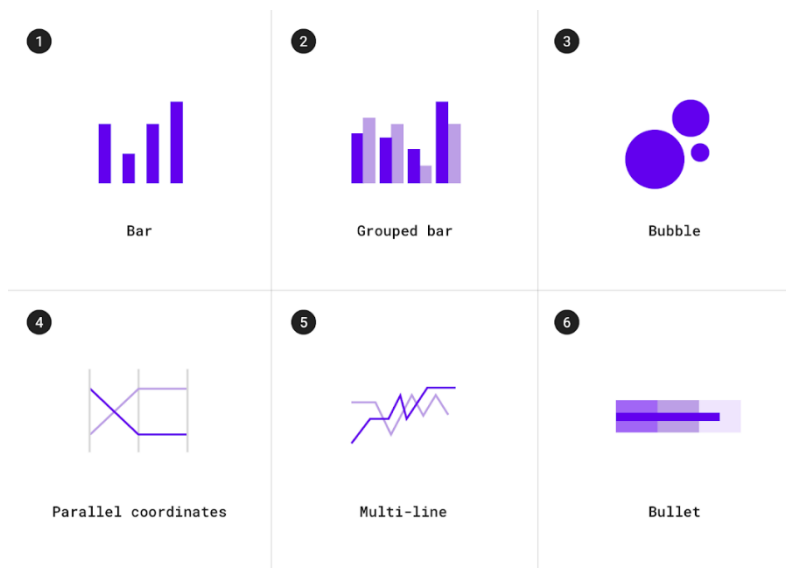 1
2
3
Bar
Grouped bar
Bubble
4
5
6
Parallel coordinates
Multi-line
Bullet